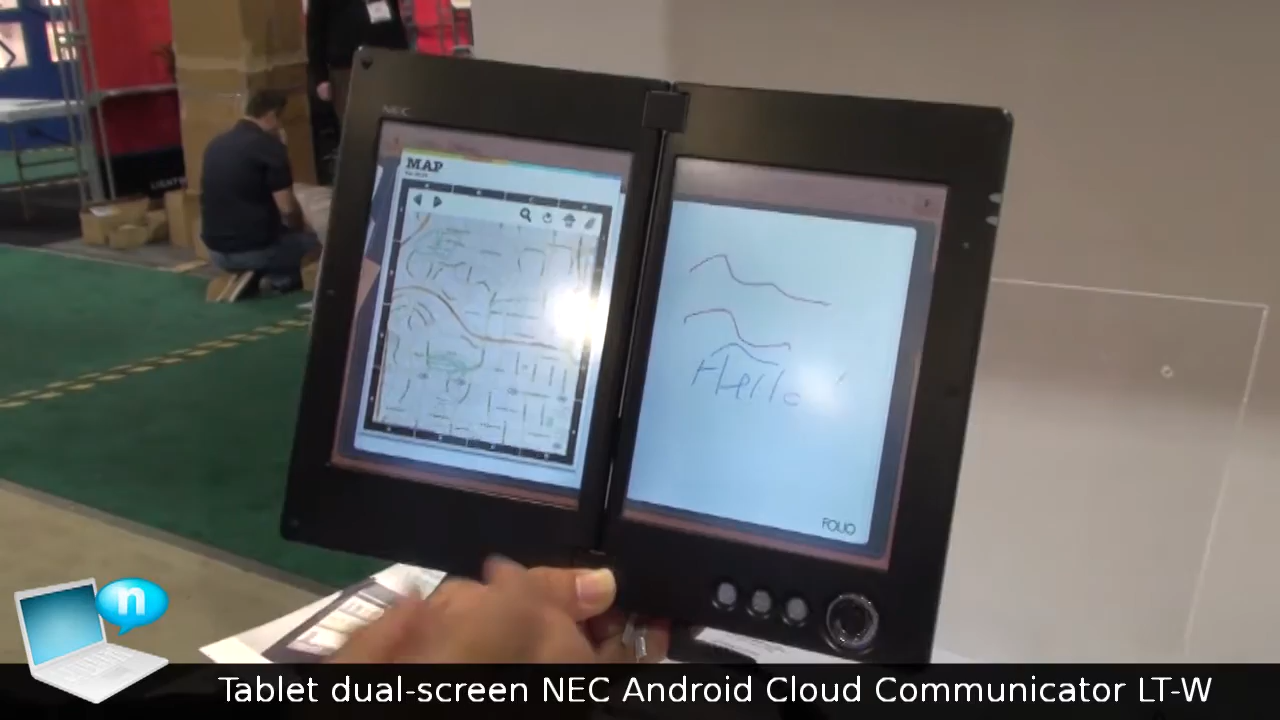 NEC
MAP
Hello
FOLIO
n
Tablet dual-screen NEC Android Cloud Communicator LT-W